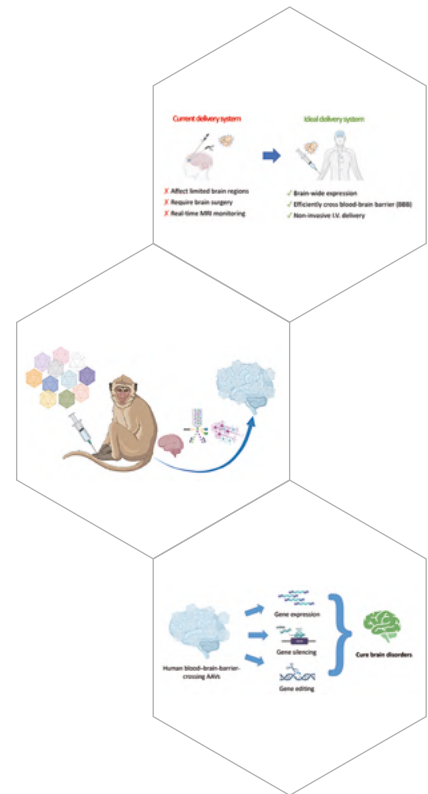 Current delivery system
Ideal delivery system
✗ Affect limited brain regions
✗ Require brain surgery
✗ Real-time MRI monitoring
✓ Brain-wide expression
✓ Efficiently cross blood-brain barrier (BBB)
✓ Non-invasive I.V. delivery
Human blood–brain-barrier-
crossing AAVs
Gene expression
Gene silencing
Gene editing
Cure brain disorders